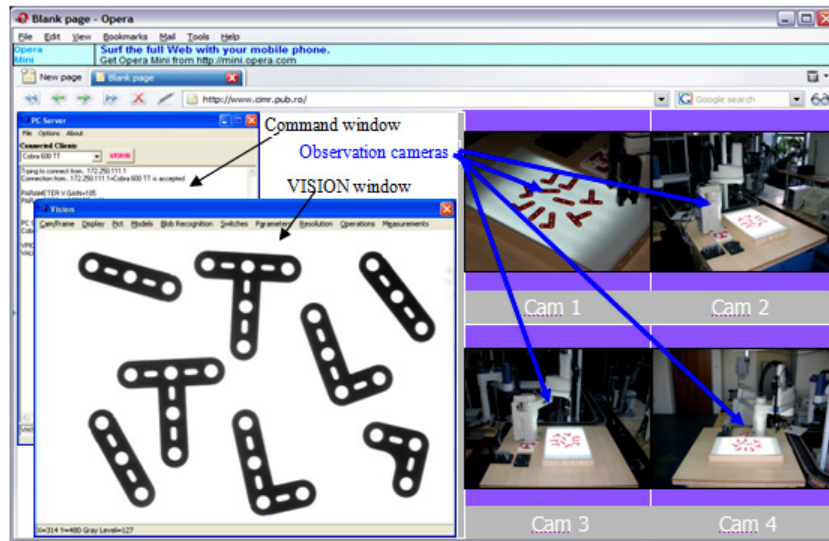 Blank page - Opera
File Edit View Bookmarks Mail Tools Help
Opera Mini
Surf the full Web with your mobile phone.
Get Opera Mini from http://mini.opera.com
New page
Blank page
http://www.cimr.pub.ro/
Google search
PC Server
File Options About
Connected Clients
Cobra 600 TT
VISION
Trying to connect from.. 172.250.111.1
Connection from.. 172.250.111.1=Cobra 600 TT is accepted
PARAMETER V.GAIN=105
Command window
Observation cameras
VISION window
Vision
Cam/Frame Display Pict Models Blob Recognition Switches Parameters Resolution Operations Measurements
X=314 Y=480 Gray Level=127
Cam 1
Cam 2
Cam 3
Cam 4